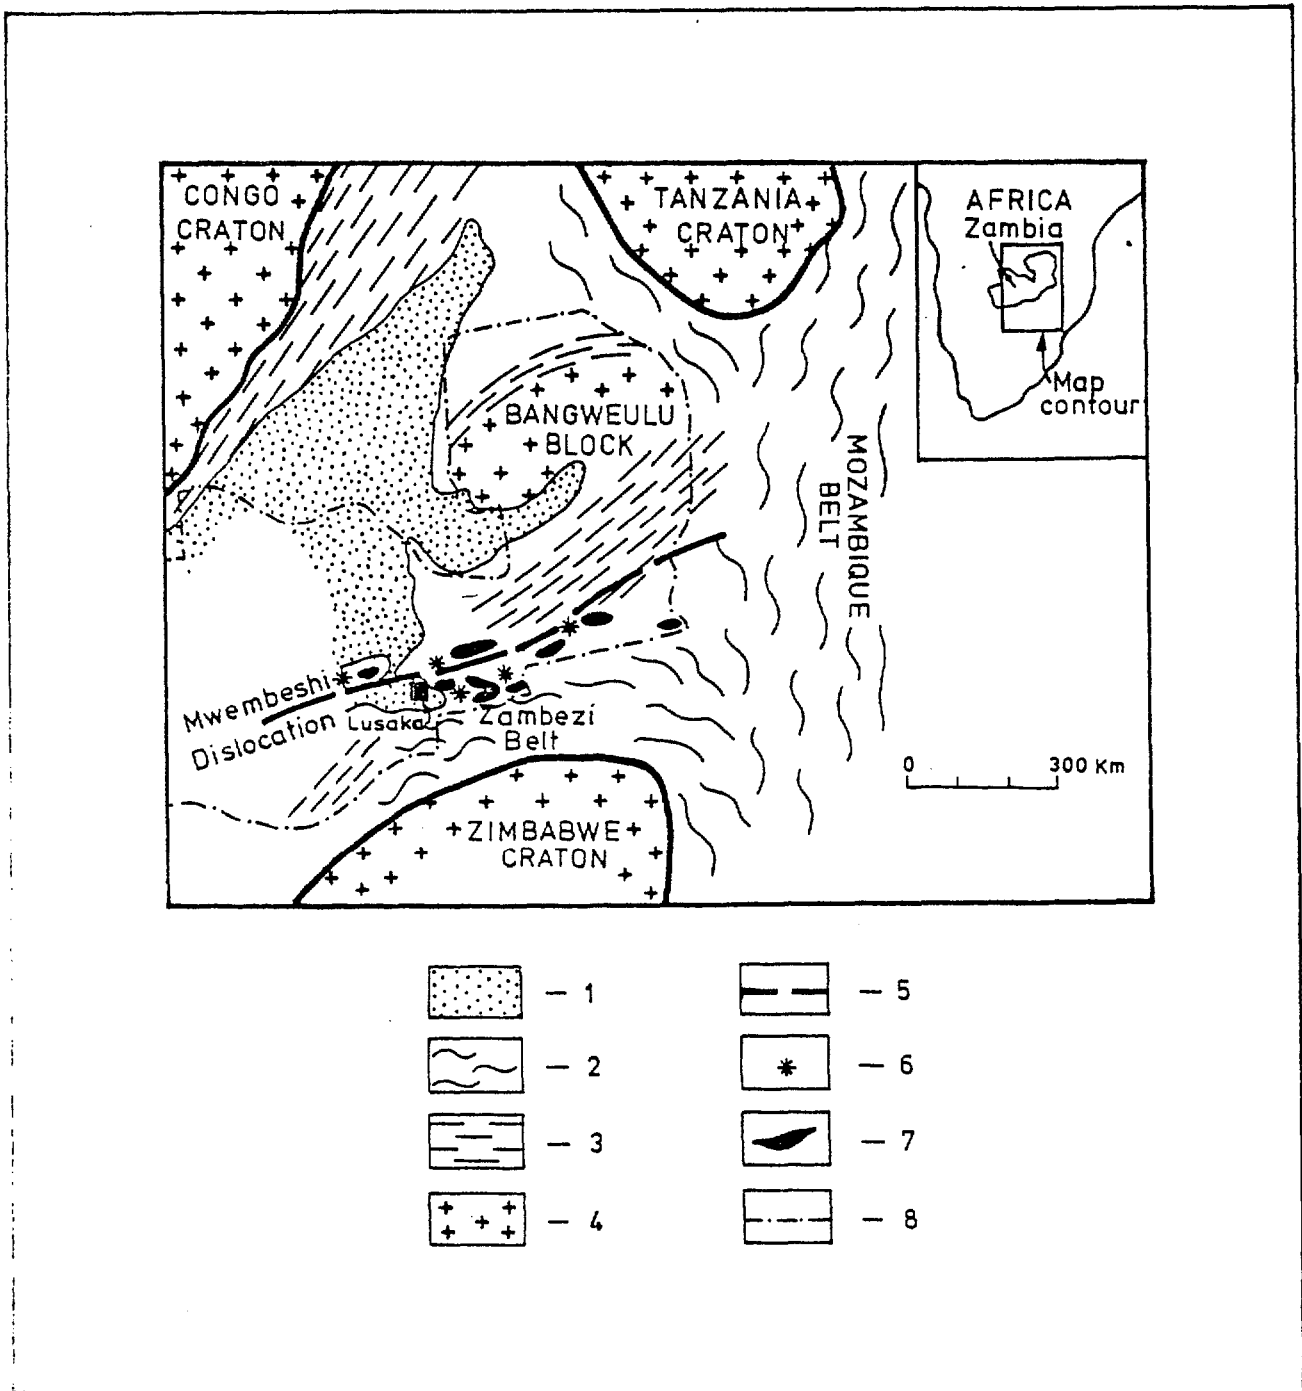 CONGO
CRATON
TANZANIA
CRATON
AFRICA
Zambia
Map
contour
BANGWEULU
BLOCK
MOZAMBIQUE
BELT
Mwembeshi
Dislocation
Lusaka
Zambezi
Belt
0 300 Km
ZIMBABWE
CRATON
— 1
— 2
— 3
— 4
— 5
— 6
— 7
— 8